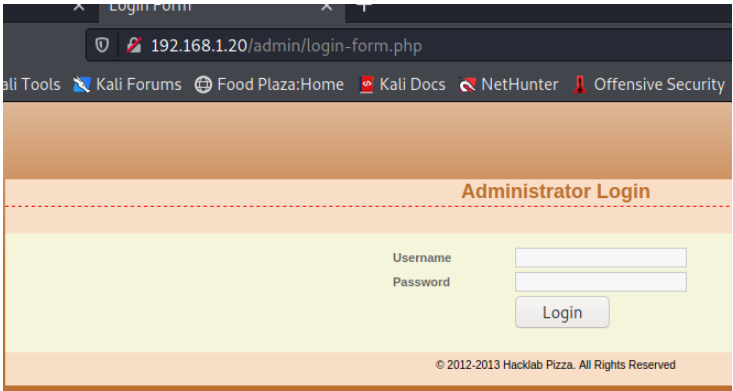 Login Form
192.168.1.20/admin/login-form.php
Tools Kali Forums Food Plaza:Home Kali Docs NetHunter Offensive Security
Administrator Login
Username
Password
Login
© 2012-2013 Hacklab Pizza. All Rights Reserved